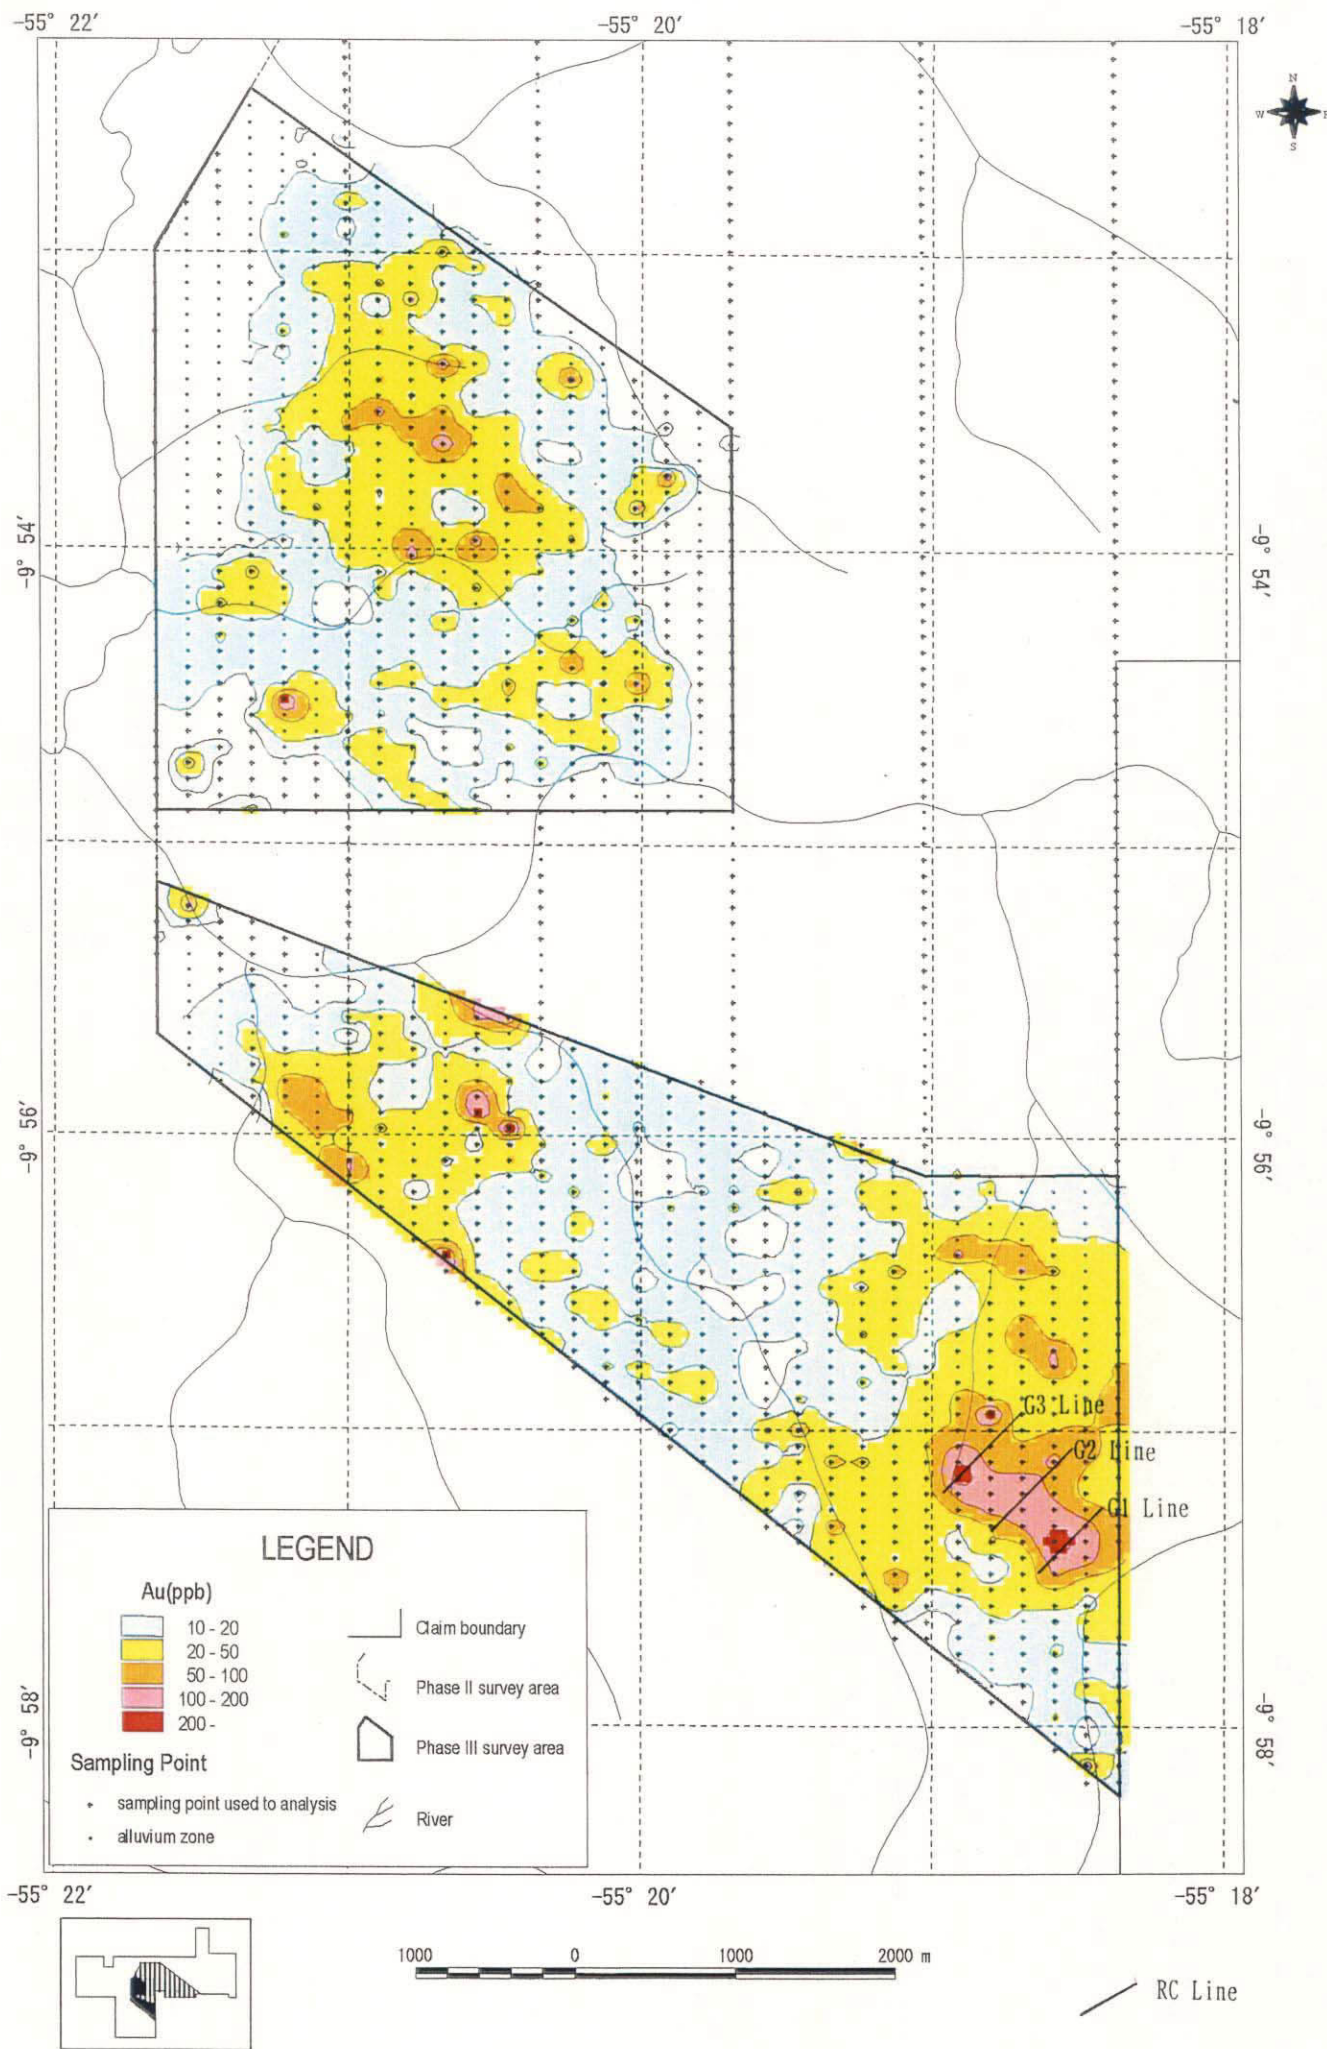 -55° 22′ -55° 20′ -55° 18′
N
W E
S
-9° 54′ -9° 54′
-9° 56′ -9° 56′
G3 Line
G2 Line
G1 Line
LEGEND
Au(ppb)
10 - 20
20 - 50
50 - 100
100 - 200
200 -
Claim boundary
Phase II survey area
Phase III survey area
River
Sampling Point
sampling point used to analysis
alluvium zone
-9° 58′ -9° 58′
-55° 22′ -55° 20′ -55° 18′
1000 0 1000 2000 m
RC Line